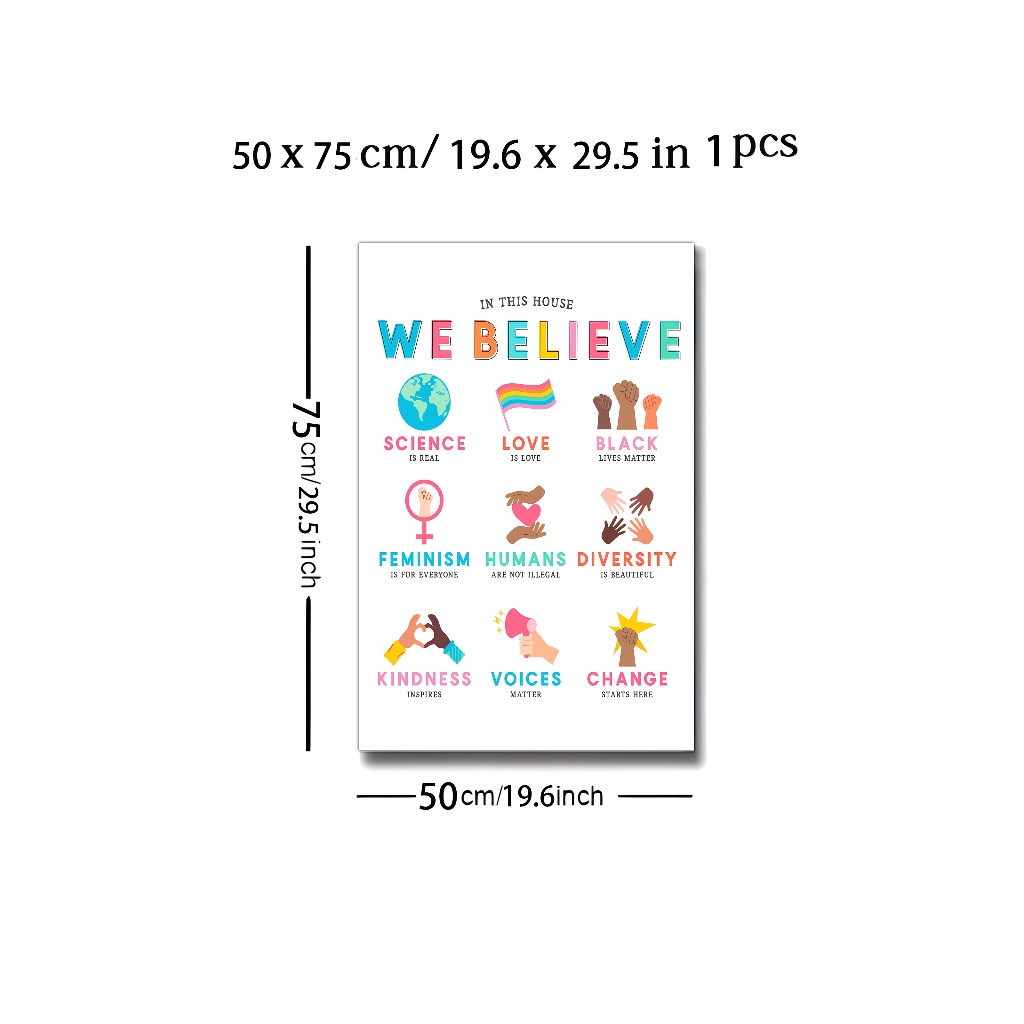 50 x 75 cm/ 19.6 x 29.5 in 1 pcs
IN THIS HOUSE
WE BELIEVE
SCIENCE
IS REAL
LOVE
IS LOVE
BLACK
LIVES MATTER
FEMINISM
IS FOR EVERYONE
HUMANS
ARE NOT ILLEGAL
DIVERSITY
IS BEAUTIFUL
KINDNESS
INSPIRES
VOICES
MATTER
CHANGE
STARTS HERE
75cm/29.5 inch
50cm/19.6inch